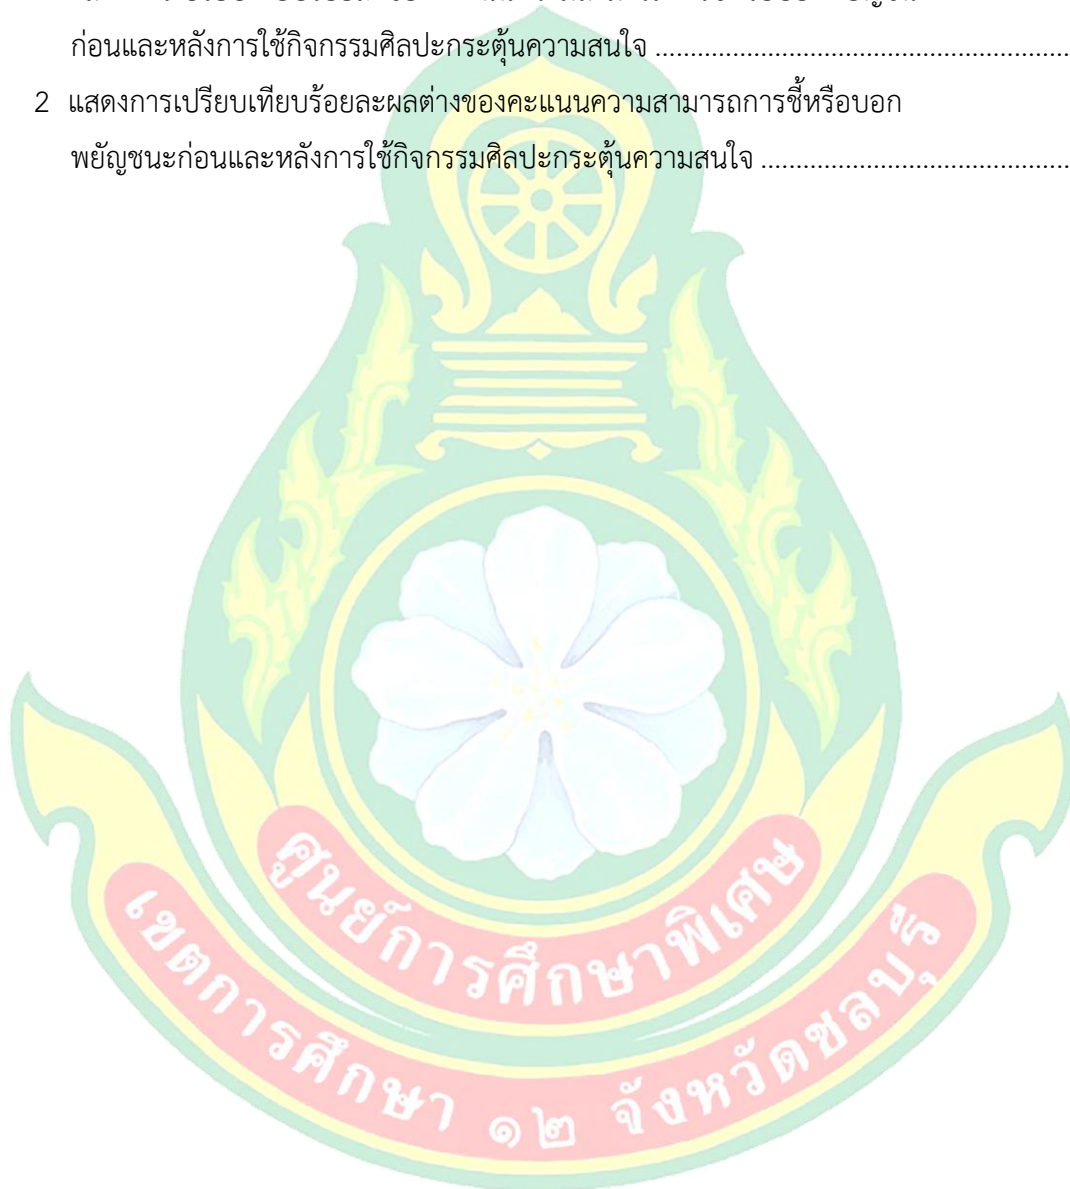 ก่อนและหลังการใช้กิจกรรมศิลปะกระตุ้นความสนใจ ........................................................
2 แสดงการเปรียบเทียบร้อยละผลต่างของคะแนนความสามารถการชี้หรือบอก
พยัญชนะก่อนและหลังการใช้กิจกรรมศิลปะกระตุ้นความสนใจ ..........................................
ศูนย์การศึกษาพิเศษ
เขตการศึกษา ๑๒ จังหวัดชลบุรี